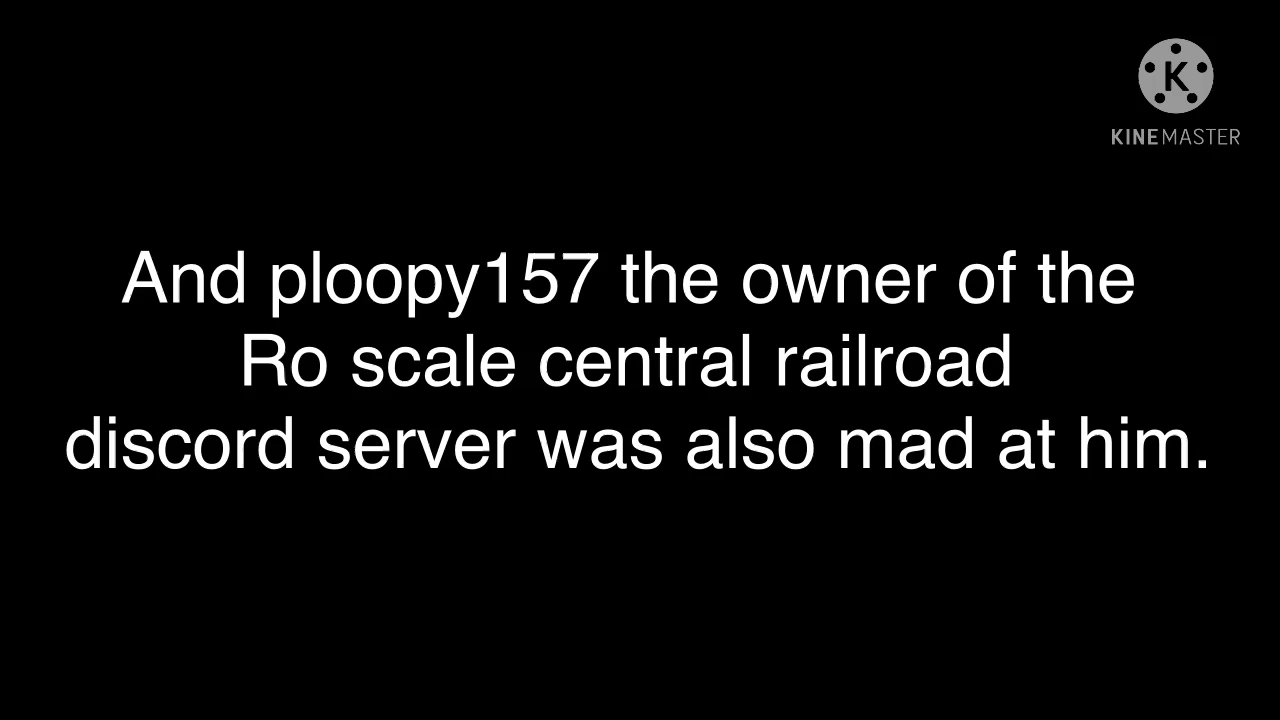 K
KINEMASTER
And ploopy157 the owner of the
Ro scale central railroad
discord server was also mad at him.